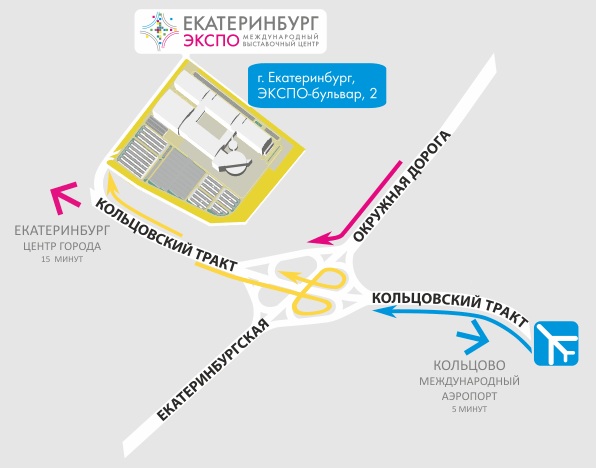 ЕКАТЕРИНБУРГ
ЭКСПО МЕЖДУНАРОДНЫЙ
ВЫСТАВОЧНЫЙ ЦЕНТР
г. Екатеринбург,
ЭКСПО-бульвар, 2
ОКРУЖНАЯ ДОРОГА
ЕКАТЕРИНБУРГ
ЦЕНТР ГОРОДА
15 МИНУТ
КОЛЬЦОВСКИЙ ТРАКТ
КОЛЬЦОВСКИЙ ТРАКТ
ЕКАТЕРИНБУРГСКАЯ
КОЛЬЦОВО
МЕЖДУНАРОДНЫЙ
АЭРОПОРТ
5 МИНУТ